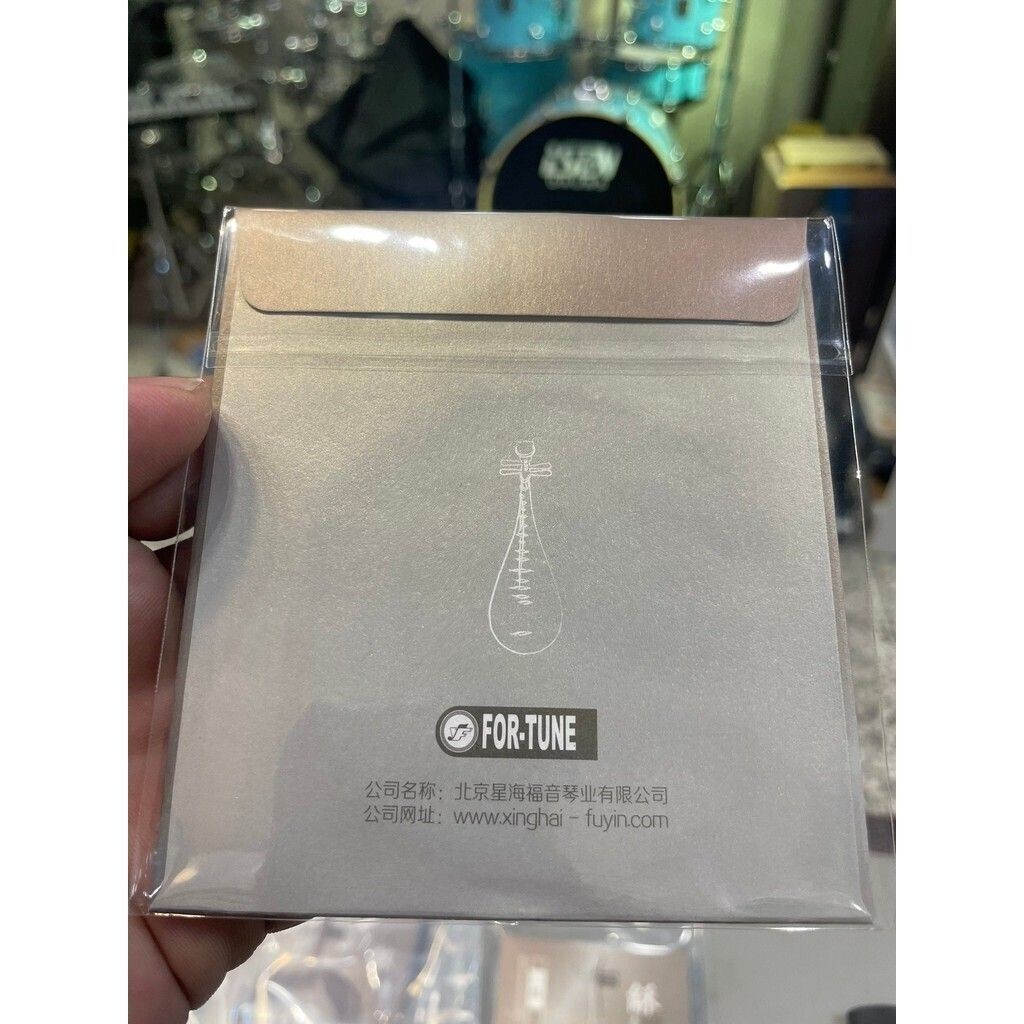 FOR-TUNE
公司名称：北京星海福音琴业有限公司
公司网址：www.xinghai - fuyin.com